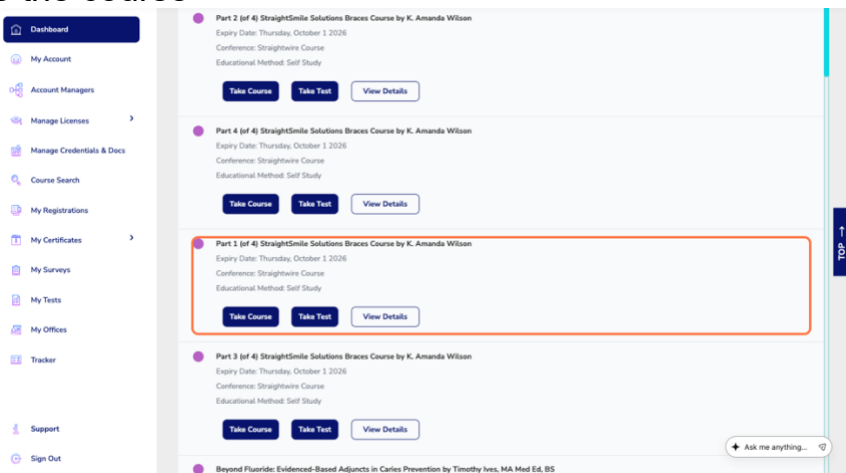 Dashboard
My Account
Account Managers
Manage Licenses
Manage Credentials & Docs
Course Search
My Registrations
My Certificates
My Surveys
My Tests
My Offices
Tracker
Support
Sign Out
Part 2 (of 4) StraightSmile Solutions Braces Course by K. Amanda Wilson
Expiry Date: Thursday, October 1 2026
Conference: Straightwire Course
Educational Method: Self Study
Take Course Take Test View Details
Part 4 (of 4) StraightSmile Solutions Braces Course by K. Amanda Wilson
Expiry Date: Thursday, October 1 2026
Conference: Straightwire Course
Educational Method: Self Study
Take Course Take Test View Details
Part 1 (of 4) StraightSmile Solutions Braces Course by K. Amanda Wilson
Expiry Date: Thursday, October 1 2026
Conference: Straightwire Course
Educational Method: Self Study
Take Course Take Test View Details
Part 3 (of 4) StraightSmile Solutions Braces Course by K. Amanda Wilson
Expiry Date: Thursday, October 1 2026
Conference: Straightwire Course
Educational Method: Self Study
Take Course Take Test View Details
Beyond Fluoride: Evidenced-Based Adjuncts in Caries Prevention by Timothy Ives, MA Med Ed, BS
TOP →
Ask me anything...